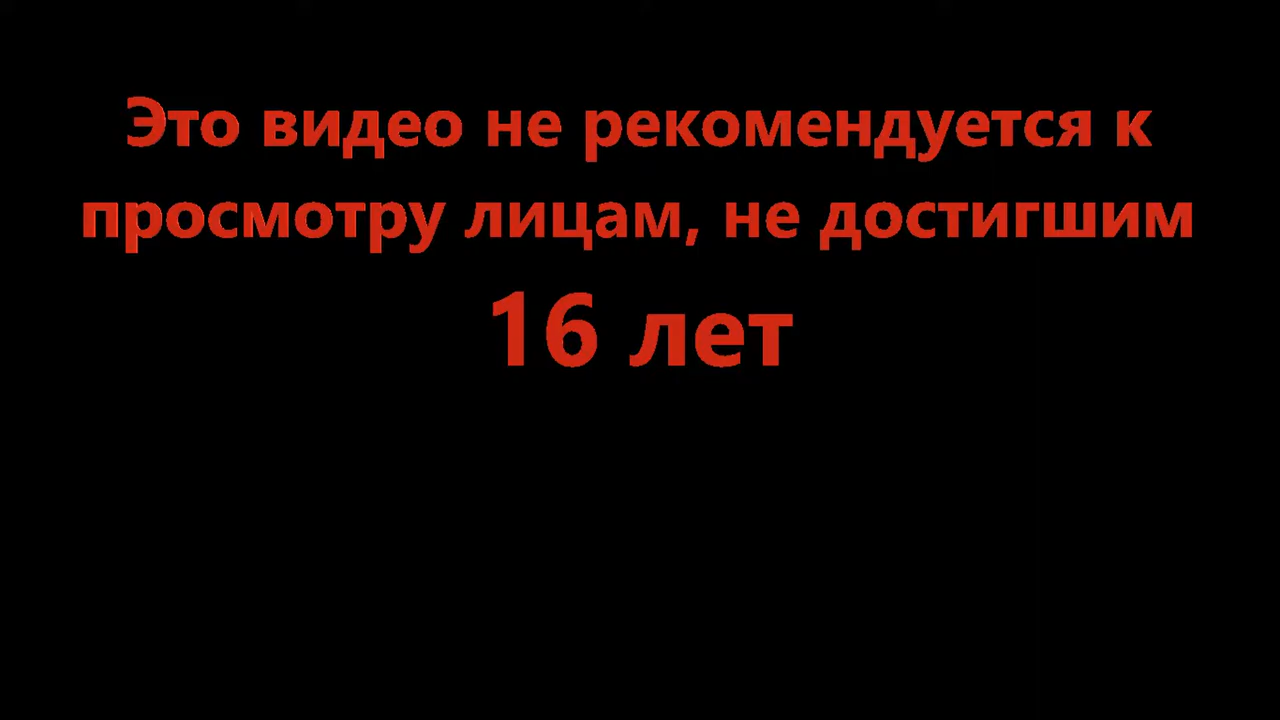 Это видео не рекомендуется к
просмотру лицам, не достигшим
16 лет